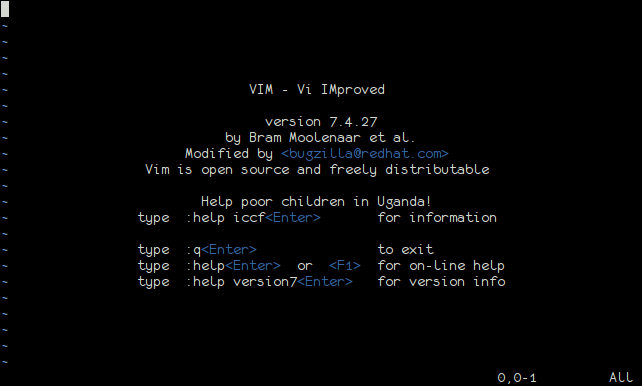 ~
~
~
~
~
VIM - Vi IMproved
~
version 7.4.27
by Bram Moolenaar et al.
Modified by <bugzilla@redhat.com>
Vim is open source and freely distributable
~
Help poor children in Uganda!
type :help iccf<Enter> for information
~
type :q<Enter> to exit
type :help<Enter> or <F1> for on-line help
type :help version7<Enter> for version info
~
~
~
~
~
0,0-1 All